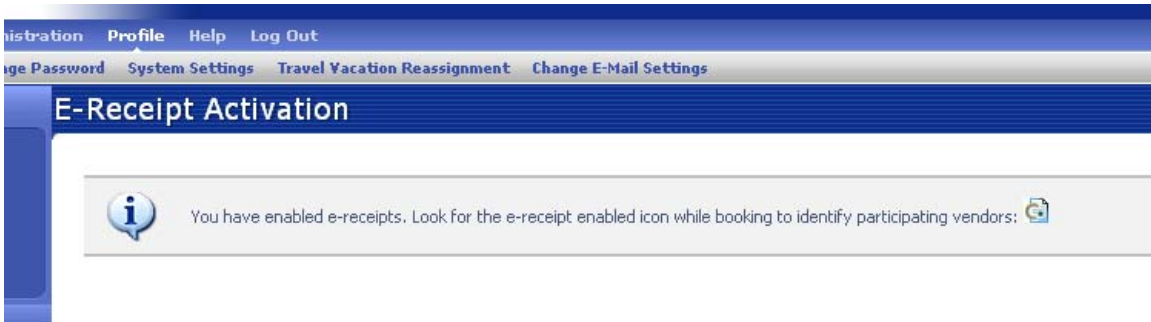 Profile Help Log Out
System Settings Travel Vacation Reassignment Change E-Mail Settings
E-Receipt Activation
You have enabled e-receipts. Look for the e-receipt enabled icon while booking to identify participating vendors: